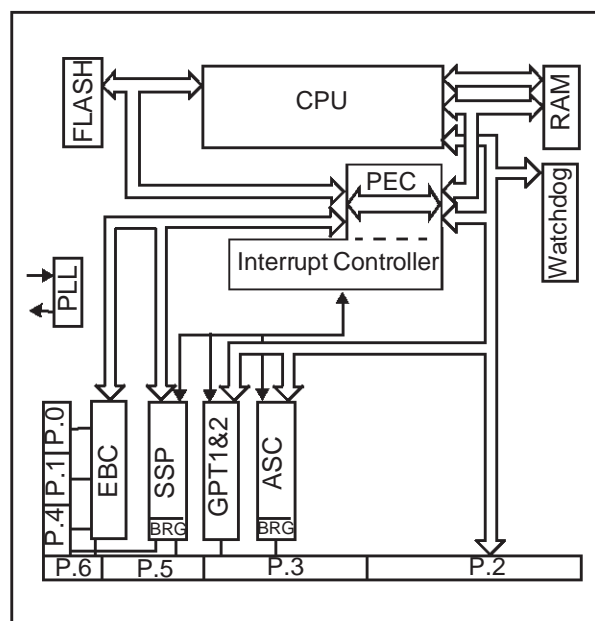 FLASH
CPU
RAM
PEC
Watchdog
Interrupt Controller
PLL
P.0
P.1
P.4
EBC
SSP
BRG
GPT1&2
ASC
BRG
P.6
P.5
P.3
P.2